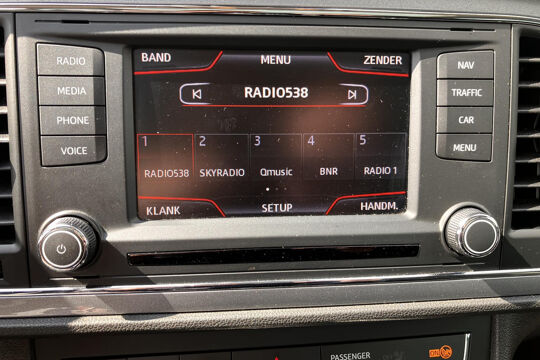 RADIO
MEDIA
PHONE
VOICE
BAND MENU ZENDER
RADIO538
1 2 3 4 5
RADIO538 SKYRADIO Qmusic BNR RADIO 1
KLANK SETUP HANDM.
NAV
TRAFFIC
CAR
MENU
PASSENGER